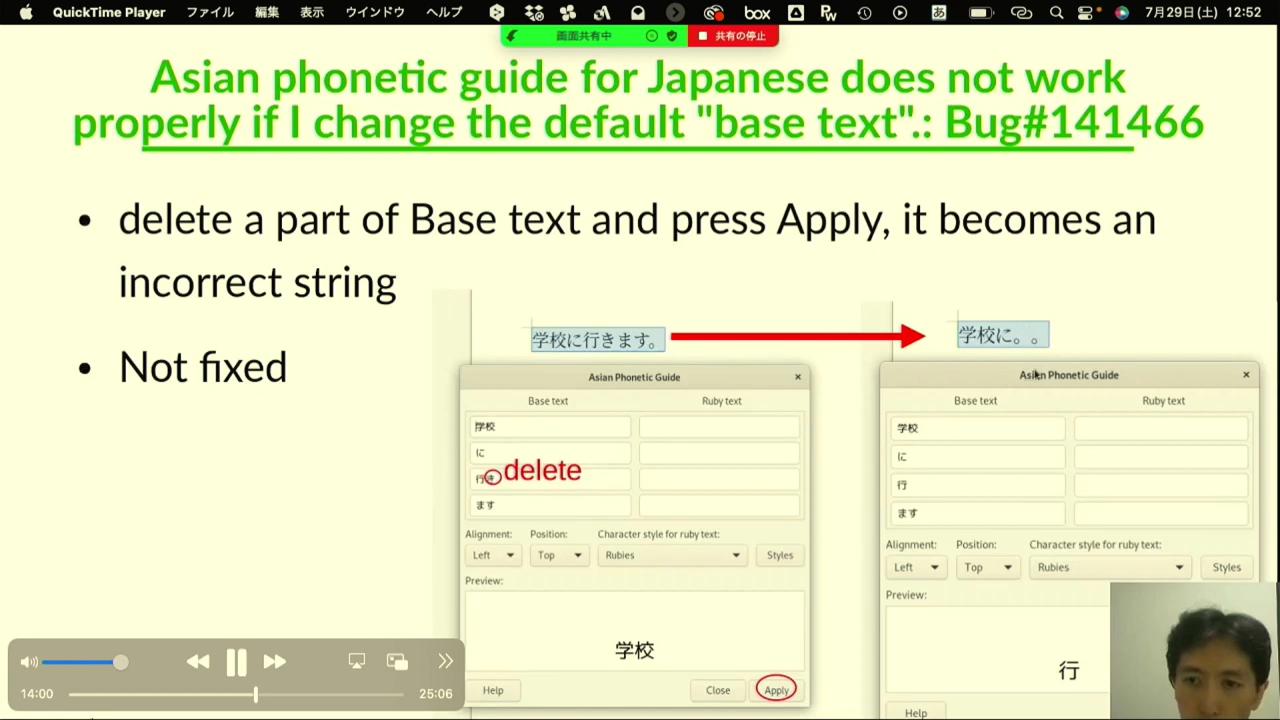 QuickTime Player ファイル 編集 表示 ウインドウ ヘルプ box あ 7月29日(土) 12:52
画面共有中 共有の停止
Asian phonetic guide for Japanese does not work
properly if I change the default "base text".: Bug#141466
• delete a part of Base text and press Apply, it becomes an
incorrect string
• Not fixed
学校に行きます。
Asian Phonetic Guide
Base text Ruby text
学校
に
行き delete
ます
Alignment: Position: Character style for ruby text:
Left Top Rubies Styles
Preview:
学校
Help Close Apply
学校に。。
Asian Phonetic Guide
Base text Ruby text
学校
に
行
ます
Alignment: Position: Character style for ruby text:
Left Top Rubies Styles
Preview:
行
Help
14:00 25:06